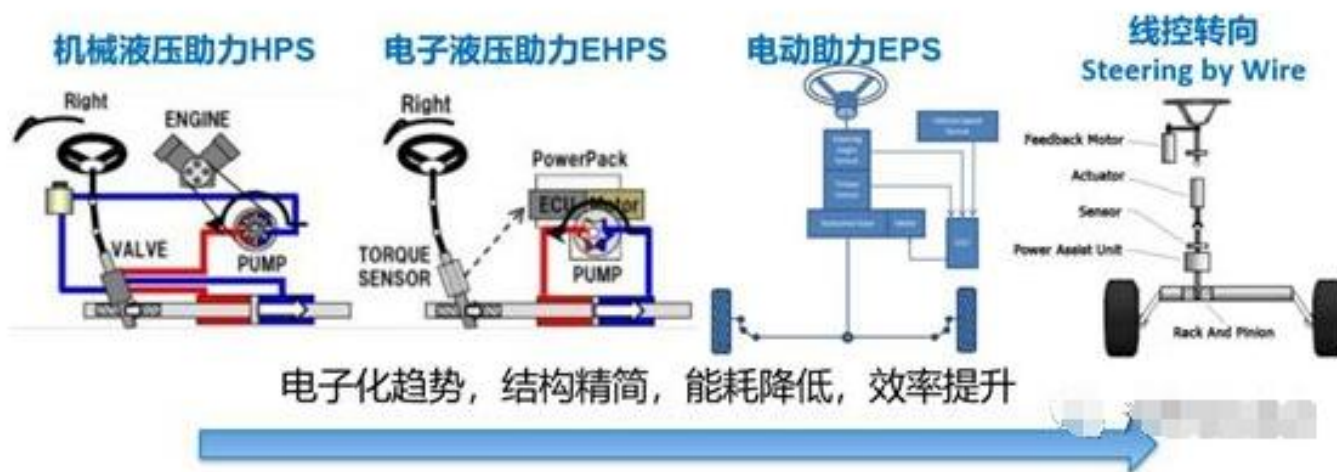 机械液压助力HPS
电子液压助力EHPS
电动助力EPS
线控转向
Steering by Wire
Right
ENGINE
VALVE
PUMP
Right
PowerPack
ECU
Motor
TORQUE
SENSOR
PUMP
Feedback Motor
Actuator
Sensor
Power Assist Unit
Rack And Pinion
电子化趋势，结构精简，能耗降低，效率提升